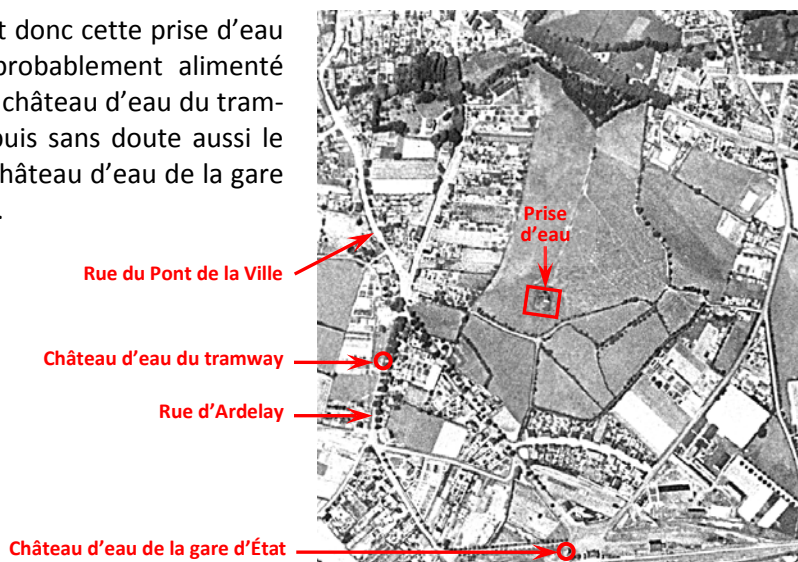 t donc cette prise d'eau
probablement alimenté
château d'eau du tram-
puis sans doute aussi le
château d'eau de la gare
.
Prise
d'eau
Rue du Pont de la Ville
Château d'eau du tramway
Rue d'Ardelay
Château d'eau de la gare d'État